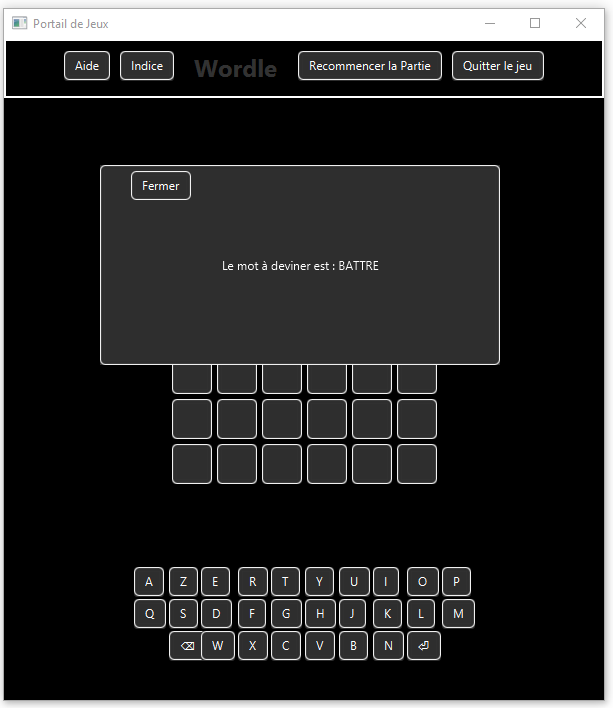 Portail de Jeux
Aide Indice Wordle Recommencer la Partie Quitter le jeu
Fermer
Le mot à deviner est : BATTRE
A Z E R T Y U I O P
Q S D F G H J K L M
⌫ W X C V B N ⏎